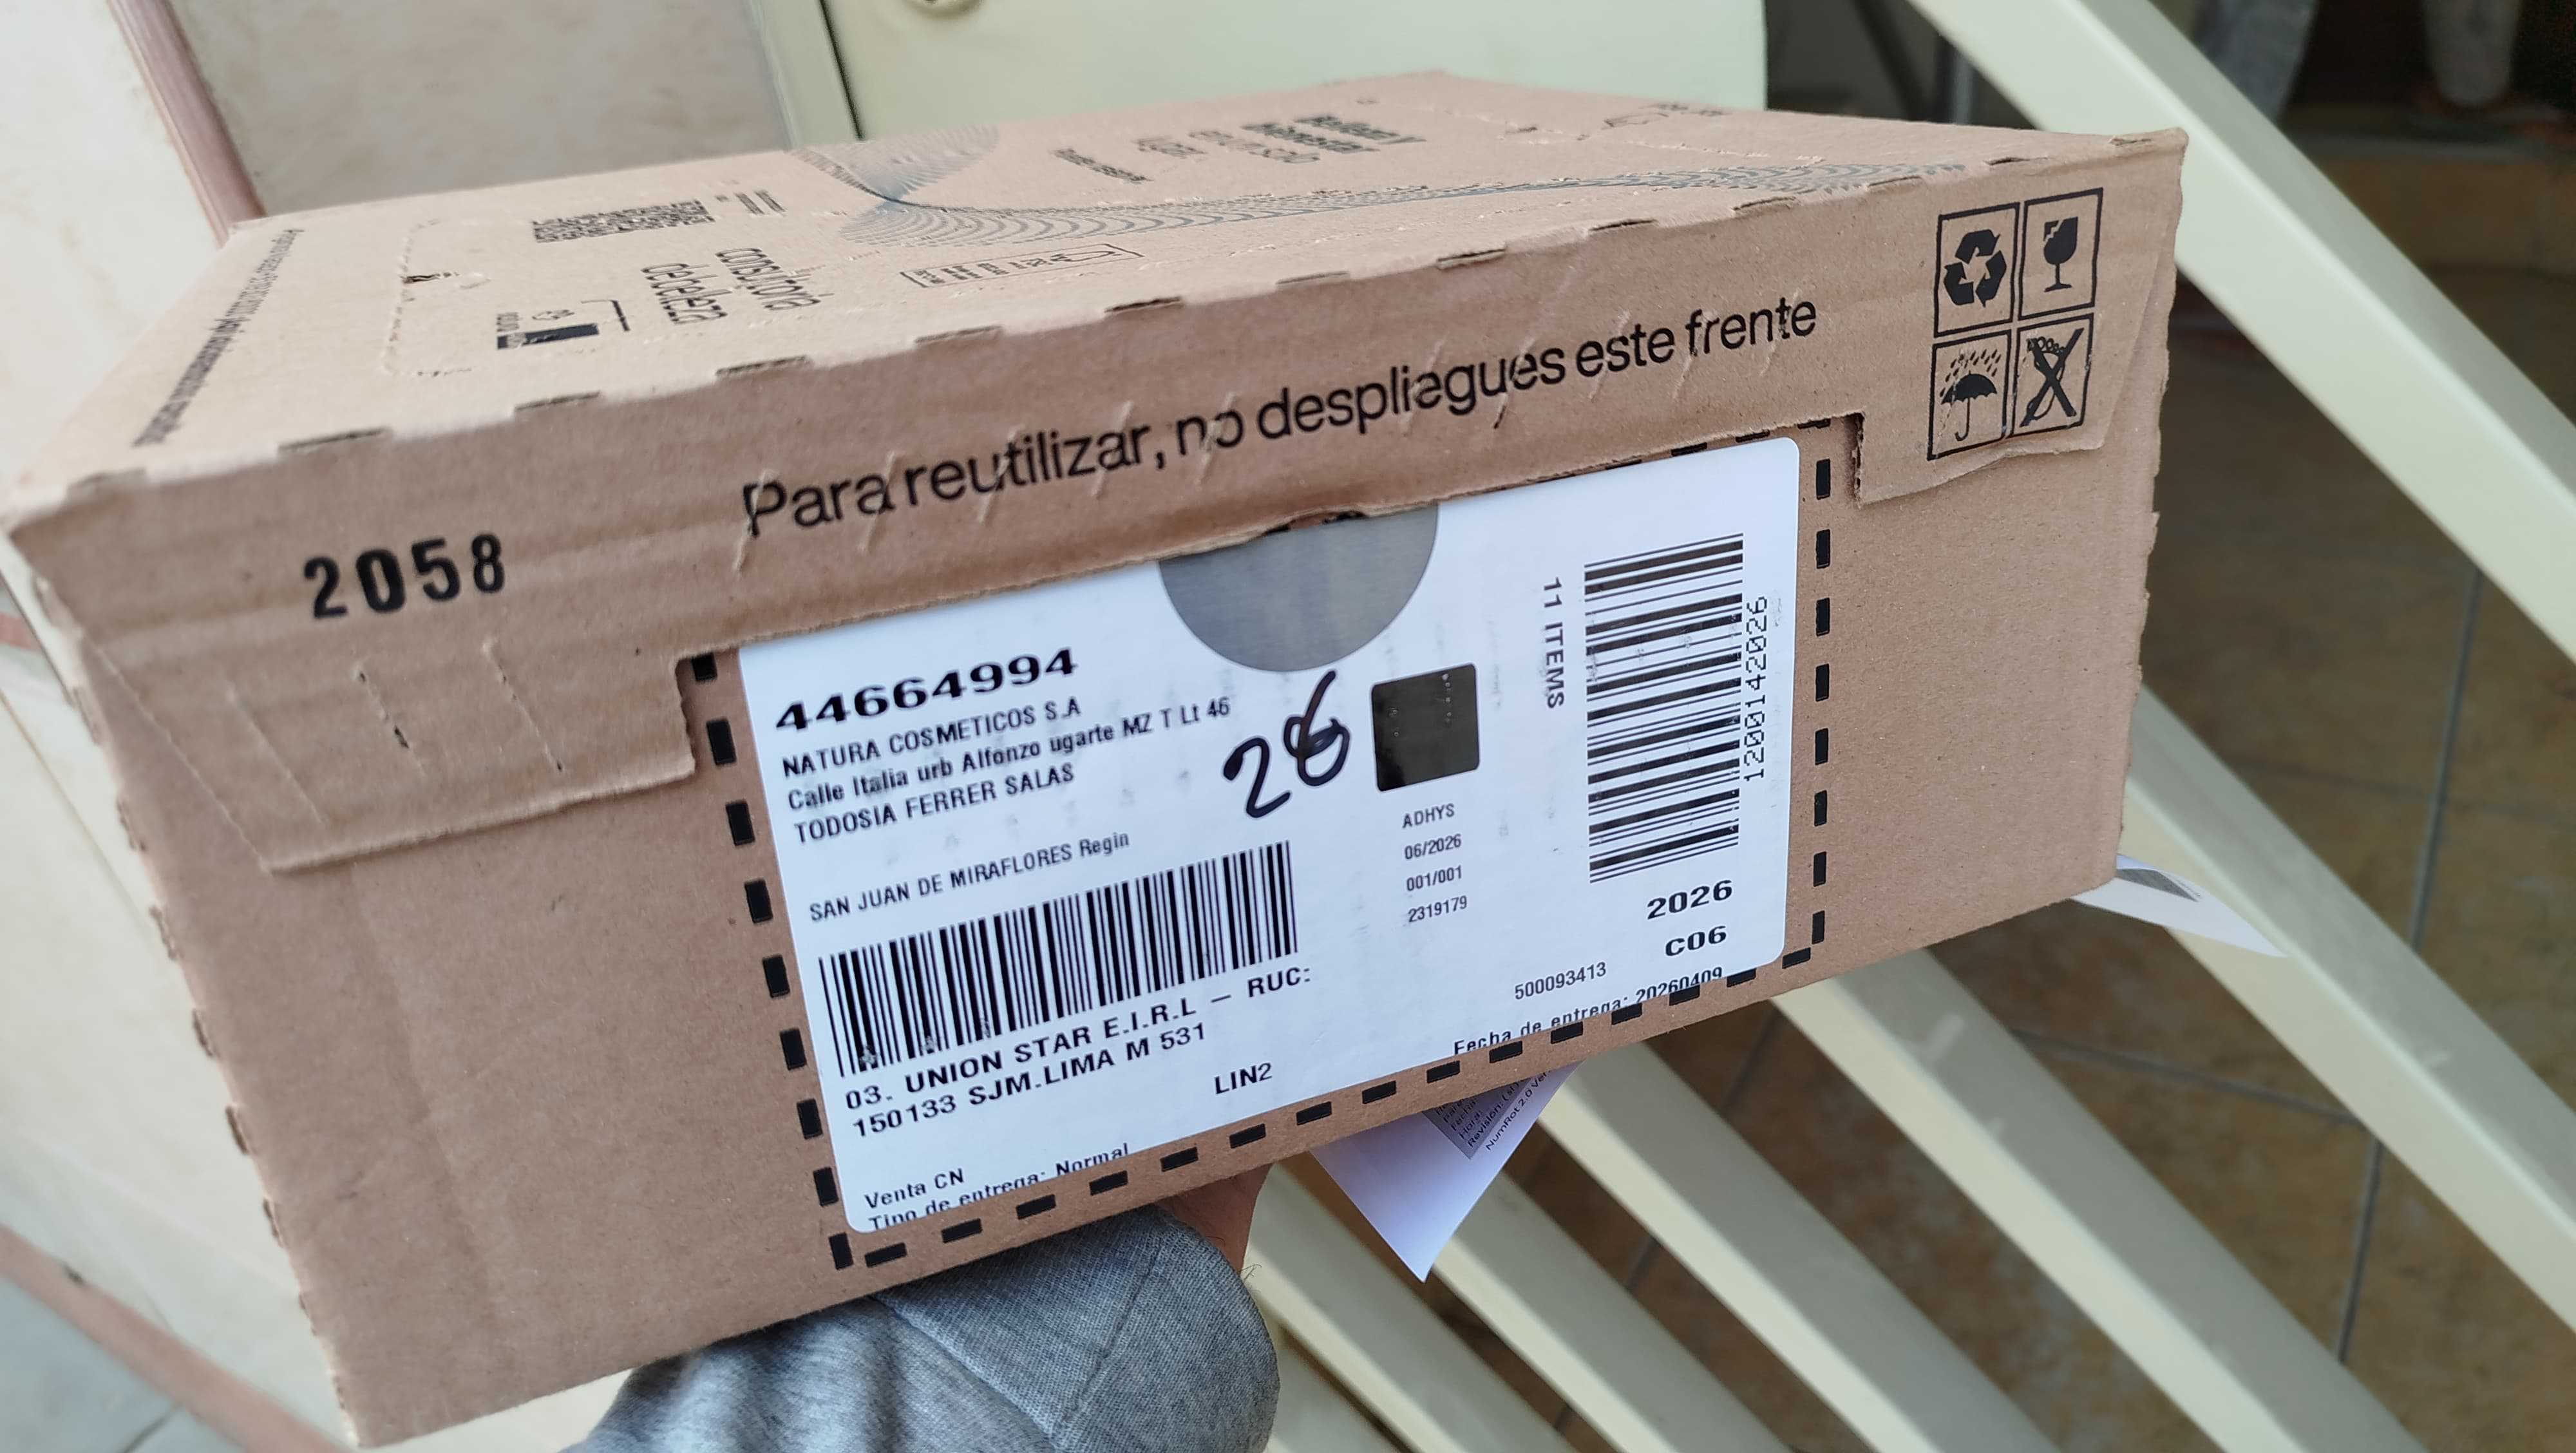 consultoría
de belleza
Para reutilizar, no despliegues este frente
2058
44664994
NATURA COSMETICOS S.A
Calle Italia urb Alfonzo ugarte MZ T Lt 46
TODOSIA FERRER SALAS
SAN JUAN DE MIRAFLORES Regin
26
ADHYS
06/2026
001/001
2319179
11 ITEMS
1200142026
2026
C06
500093413
Fecha de entrega: 20260409
03. UNION STAR E.I.R.L – RUC:
150133 SJM.LIMA M 531
LIN2
Venta CN
Tipo de entrega: Normal